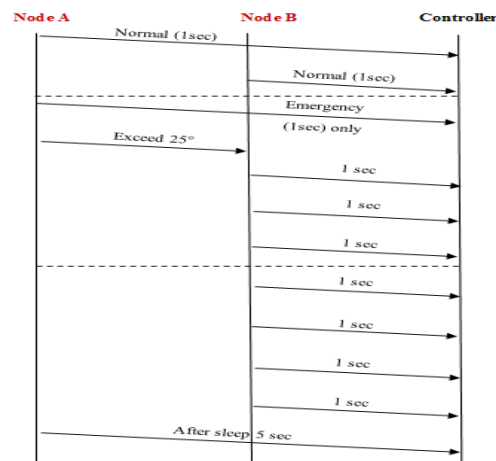 Node A Node B Controller
Normal (1sec)
Normal (1sec)
Emergency
(1sec) only
Exceed 25°
1 sec
1 sec
1 sec
1 sec
1 sec
1 sec
1 sec
After sleep 5 sec